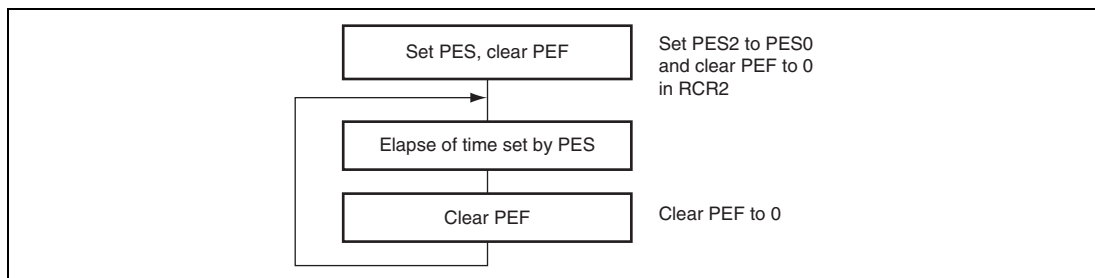 Set PES, clear PEF
Set PES2 to PES0
and clear PEF to 0
in RCR2
Elapse of time set by PES
Clear PEF
Clear PEF to 0